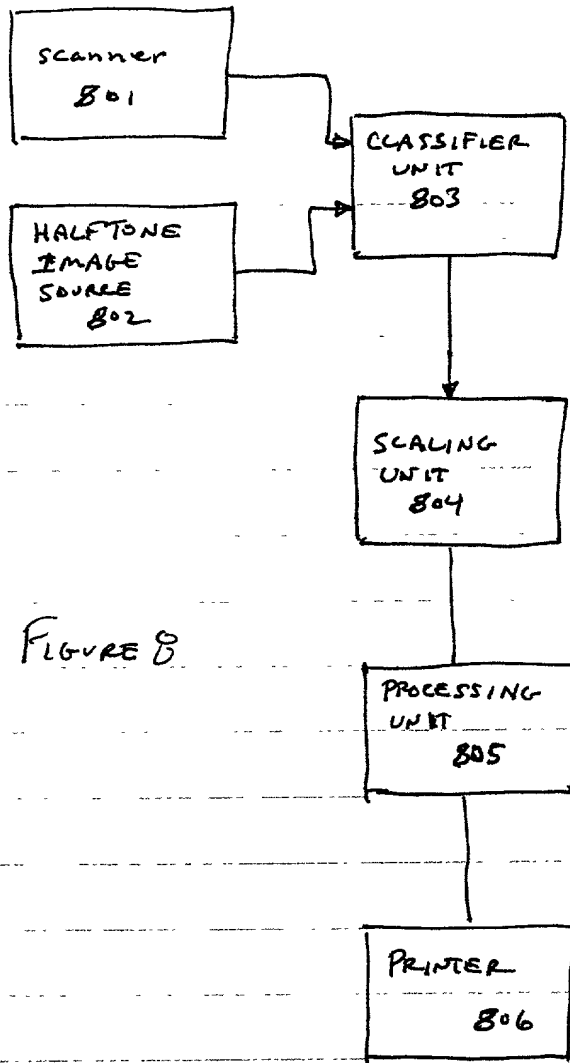 scanner
801
HALFTONE
IMAGE
SOURCE
802
CLASSIFIER
UNIT
803
SCALING
UNIT
804
FIGURE 8
PROCESSING
UNIT
805
PRINTER
806